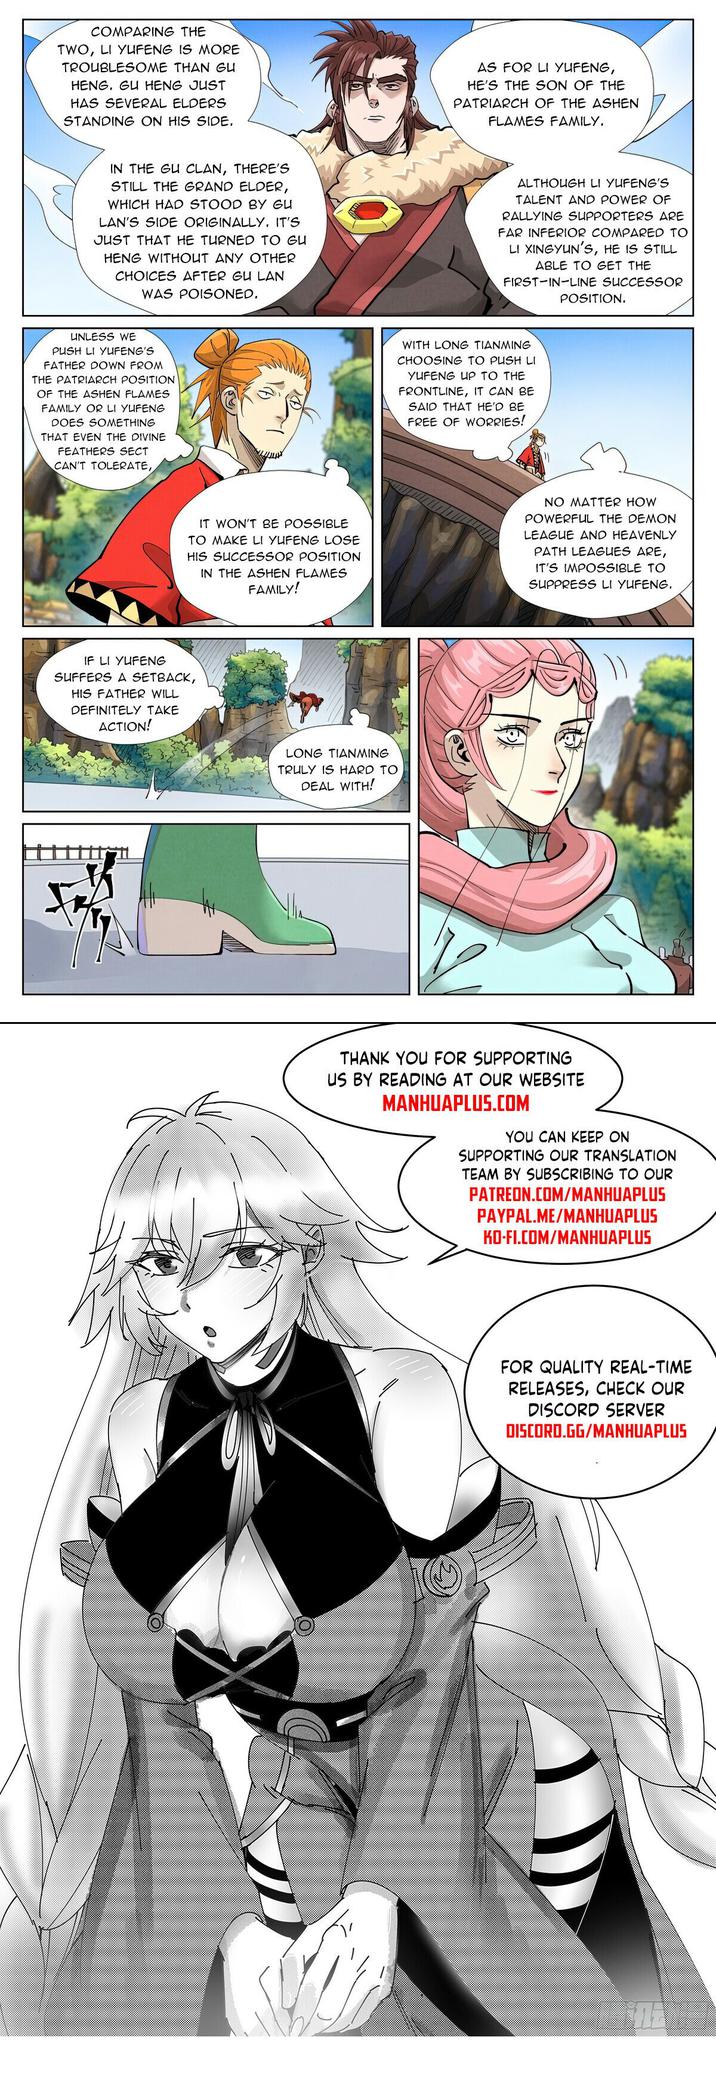 COMPARING THE
TWO, LI YUFENG IS MORE
TROUBLESOME THAN GU
HENG. GU HENG JUST
HAS SEVERAL ELDERS
STANDING ON HIS SIDE.
IN THE GU CLAN, THERE'S
STILL THE GRAND ELDER,
WHICH HAD STOOD BY GU
LAN'S SIDE ORIGINALLY. IT'S
JUST THAT HE TURNED TO GU
HENG WITHOUT ANY OTHER
CHOICES AFTER GU LAN
WAS POISONED.
AS FOR LI YUFENG,
HE'S THE SON OF THE
PATRIARCH OF THE ASHEN
FLAMES FAMILY.
ALTHOUGH LI YUFENG'S
TALENT AND POWER OF
RALLYING SUPPORTERS ARE
FAR INFERIOR COMPARED TO
LI XINGYUN'S, HE IS STILL
ABLE TO GET THE
FIRST-IN-LINE SUCCESSOR
POSITION.
UNLESS WE
PUSH LI YUFENG'S
FATHER DOWN FROM
THE PATRIARCH POSITION
OF THE ASHEN FLAMES
FAMILY OR LI YUFENG
DOES SOMETHING
THAT EVEN THE DIVINE
FEATHERS SECT
CAN'T TOLERATE,
IT WON'T BE POSSIBLE
TO MAKE LI YUFENG LOSE
HIS SUCCESSOR POSITION
IN THE ASHEN FLAMES
FAMILY!
WITH LONG TIANMING
CHOOSING TO PUSH LI
YUFENG UP TO THE
FRONTLINE, IT CAN BE
SAID THAT HE'D BE
FREE OF WORRIES!
NO MATTER HOW
POWERFUL THE DEMON
LEAGUE AND HEAVENLY
PATH LEAGUES ARE,
IT'S IMPOSSIBLE TO
SUPPRESS LI YUFENG.
IF LI YUFENG
SUFFERS A SETBACK,
HIS FATHER WILL
DEFINITELY TAKE
ACTION!
LONG TIANMING
TRULY IS HARD TO
DEAL WITH!
THANK YOU FOR SUPPORTING
US BY READING AT OUR WEBSITE
MANHUAPLUS.COM
YOU CAN KEEP ON
SUPPORTING OUR TRANSLATION
TEAM BY SUBSCRIBING TO OUR
PATREON.COM/MANHUAPLUS
PAYPAL.ME/MANHUAPLUS
KO-FI.COM/MANHUAPLUS
FOR QUALITY REAL-TIME
RELEASES, CHECK OUR
DISCORD SERVER
DISCORD.GG/MANHUAPLUS